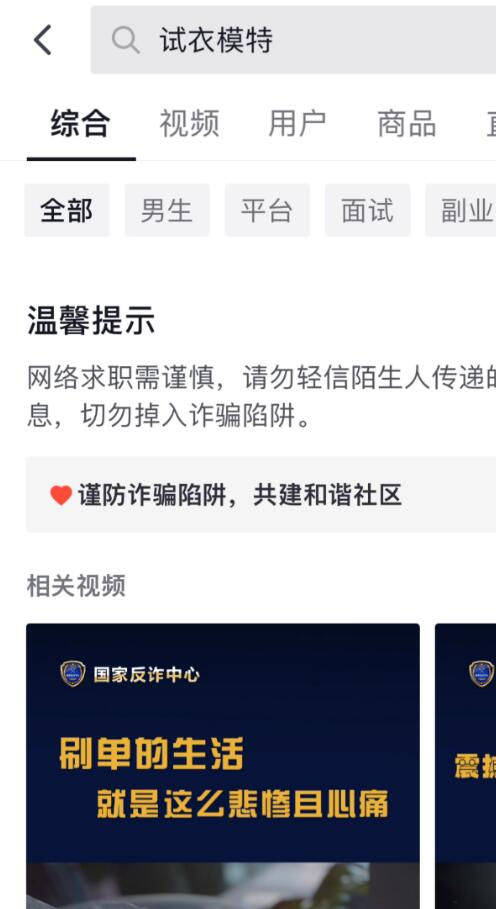 试衣模特
综合 视频 用户 商品
全部 男生 平台 面试 副业
温馨提示
网络求职需谨慎，请勿轻信陌生人传递的
息，切勿掉入诈骗陷阱。
❤谨防诈骗陷阱，共建和谐社区
相关视频
国家反诈中心
刷单的生活
就是这么悲惨且心痛
震撼